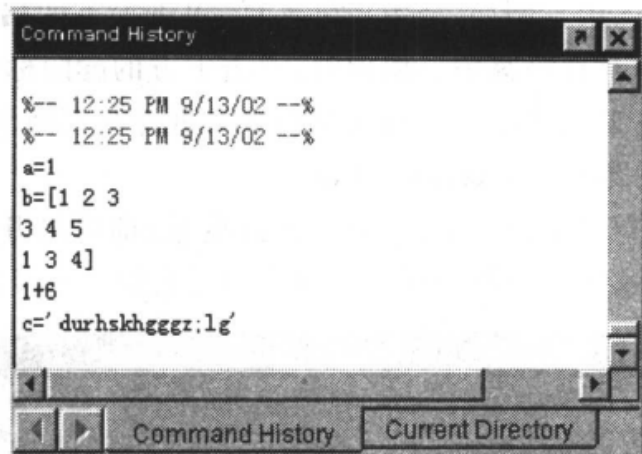 Command History
%-- 12:25 PM 9/13/02 --%
%-- 12:25 PM 9/13/02 --%
a=1
b=[1 2 3
3 4 5
1 3 4]
1+6
c='durhskhgggz;lg'
Command History
Current Directory